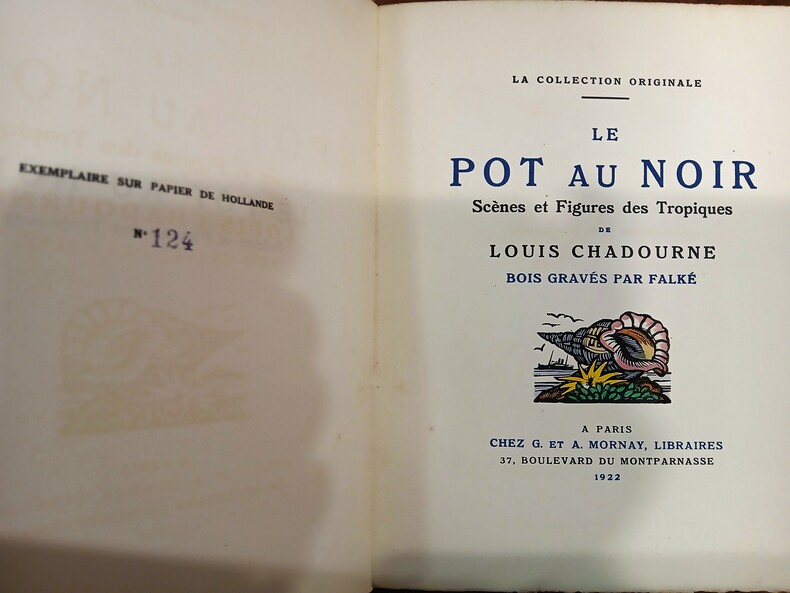 EXEMPLAIRE SUR PAPIER DE HOLLANDE
N° 124
LA COLLECTION ORIGINALE
LE
POT AU NOIR
Scènes et Figures des Tropiques
DE
LOUIS CHADOURNE
BOIS GRAVÉS PAR FALKÉ
A PARIS
CHEZ G. ET A. MORNAY, LIBRAIRES
37, BOULEVARD DU MONTPARNASSE
1922